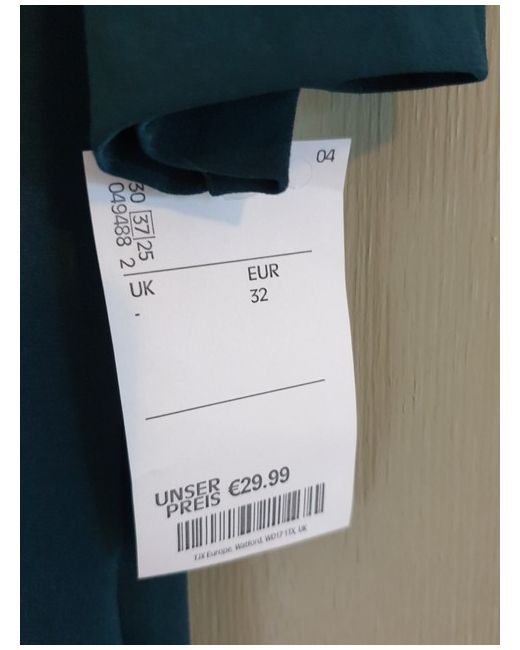 04
30 37 25
049488 2
UK EUR
- 32
UNSER PREIS €29.99
TJX Europe, Watford, WD17 1TX, UK